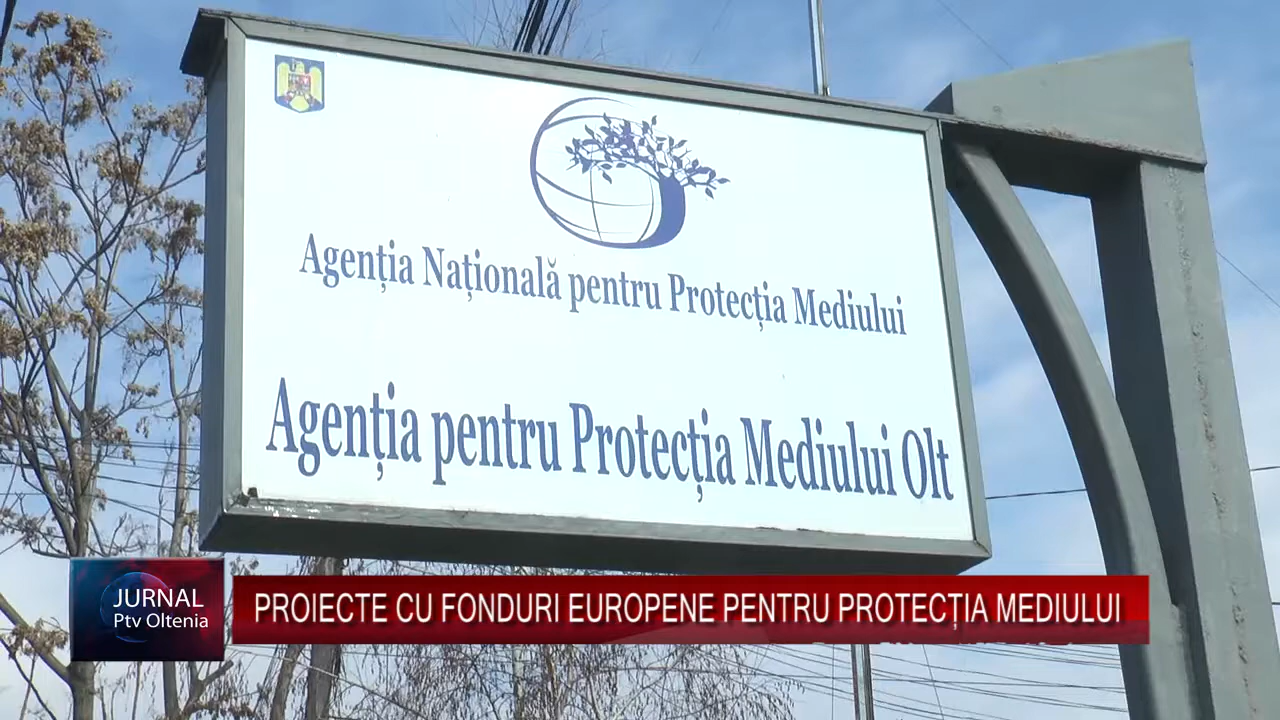 Agenția Națională pentru Protecția Mediului
Agenția pentru Protecția Mediului Olt
JURNAL
Ptv Oltenia
PROIECTE CU FONDURI EUROPENE PENTRU PROTECȚIA MEDIULUI